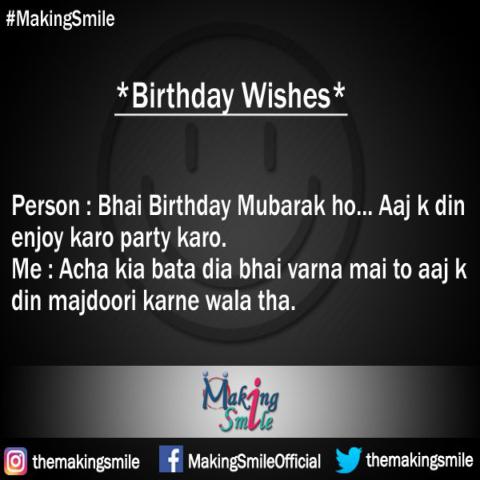 #MakingSmile
*Birthday Wishes*
Person : Bhai Birthday Mubarak ho... Aaj k din
enjoy karo party karo.
Me : Acha kia bata dia bhai varna mai to aaj k
din majdoori karne wala tha.
Making
Smile
themakingsmile
MakingSmileOfficial
themakingsmile